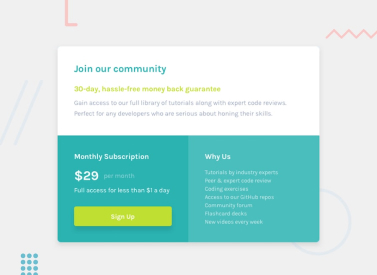 Join our community
30-day, hassle-free money back guarantee
Gain access to our full library of tutorials along with expert code reviews.
Perfect for any developers who are serious about honing their skills.
Monthly Subscription
$29 per month
Full access for less than $1 a day
Sign Up
Why Us
Tutorials by industry experts
Peer & expert code review
Coding exercises
Access to our GitHub repos
Community forum
Flashcard decks
New videos every week